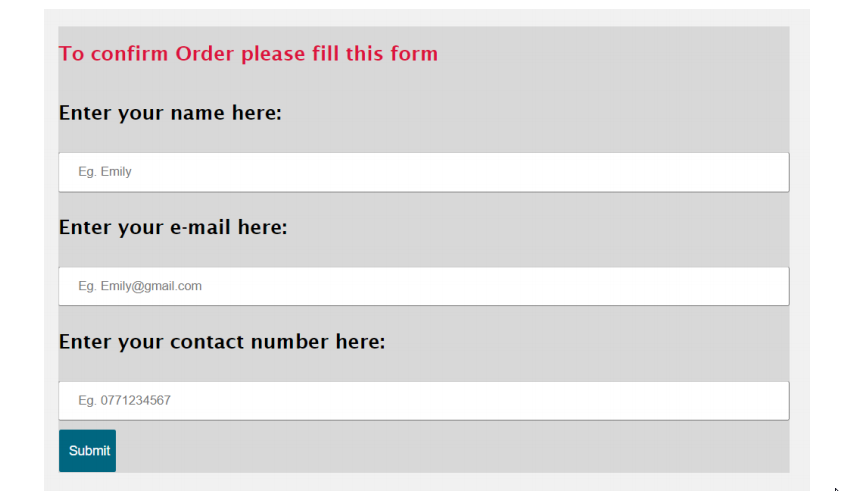 To confirm Order please fill this form
Enter your name here:
Eg. Emily
Enter your e-mail here:
Eg. Emily@gmail.com
Enter your contact number here:
Eg. 0771234567
Submit